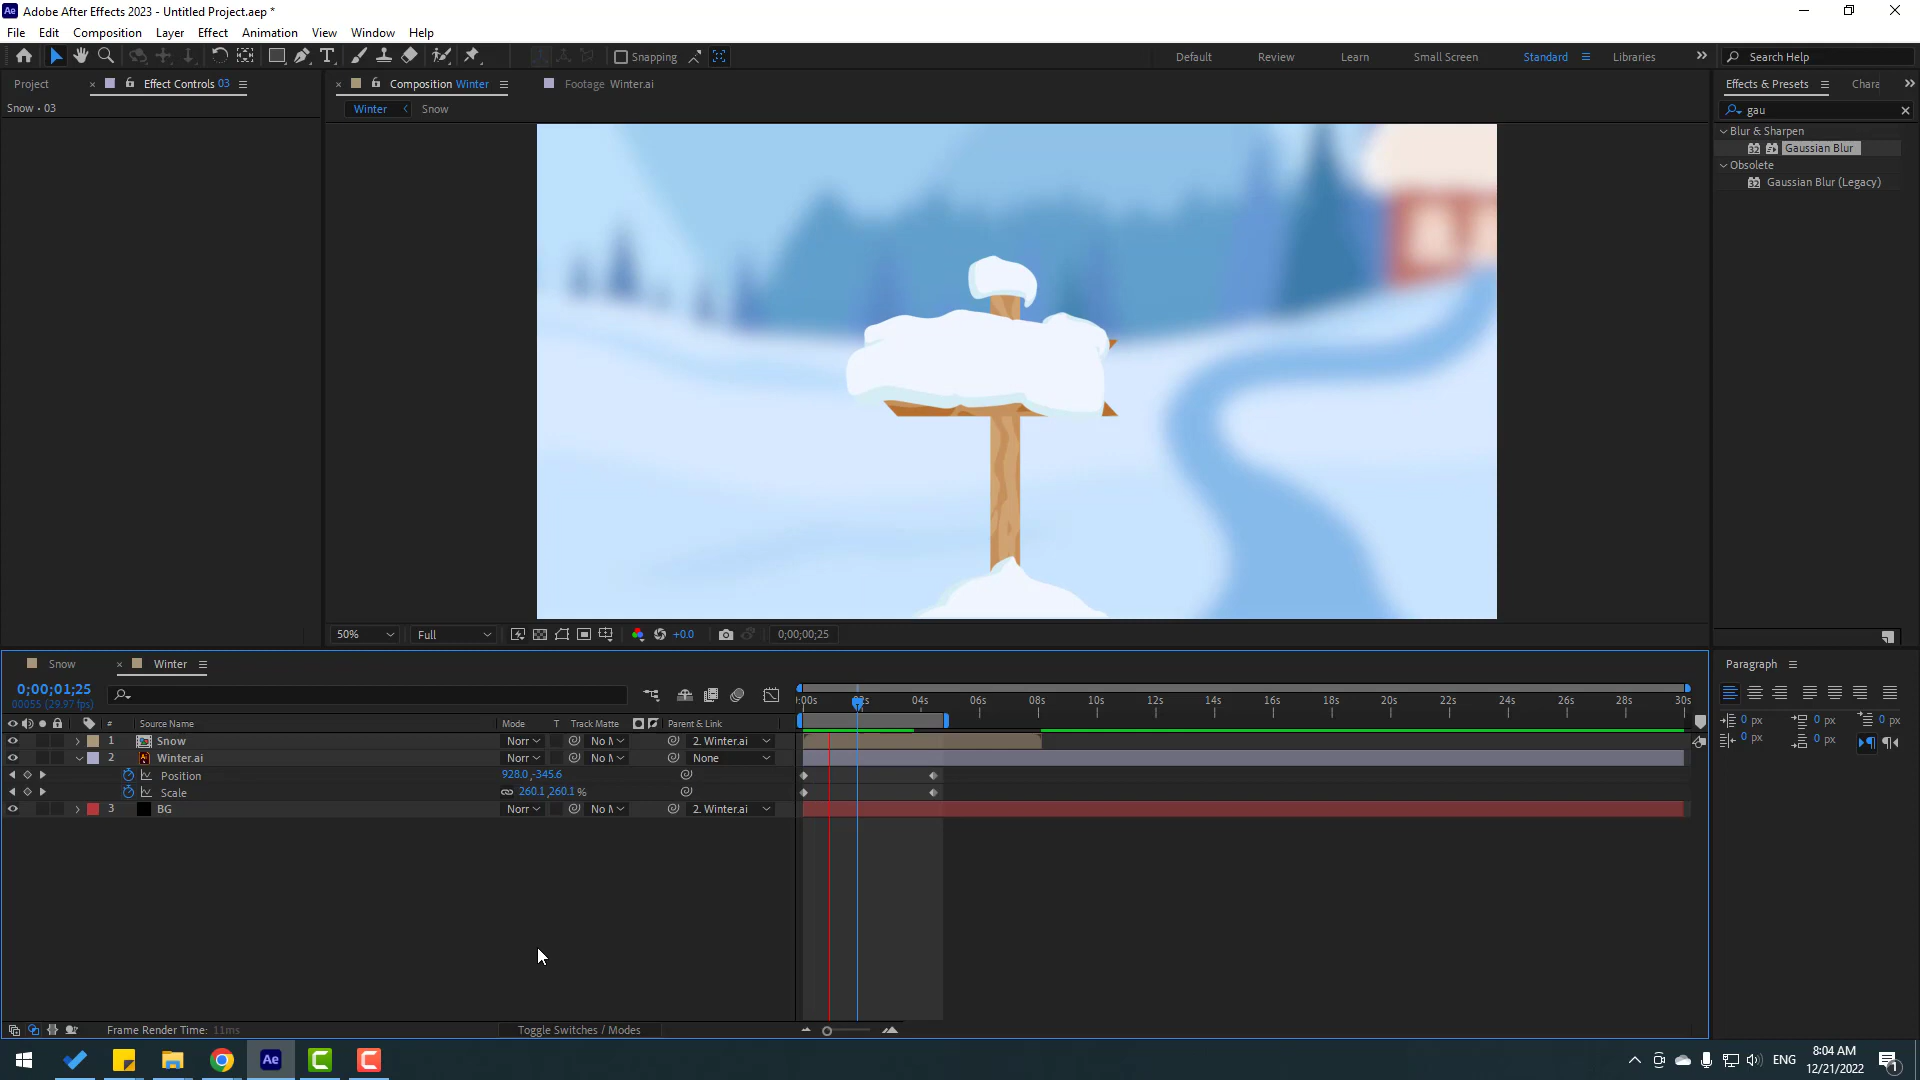 Adobe After Effects 2023 - Untitled Project.aep *
File Edit Composition Layer Effect Animation View Window Help
Snapping
Default Review Learn Small Screen Standard Libraries
Search Help
Project Effect Controls 03
Composition Winter
Footage Winter.ai
Effects & Presets Chara
Snow • 03
Winter Snow
gau
Blur & Sharpen
32 Gaussian Blur
Obsolete
32 Gaussian Blur (Legacy)
50% Full +0.0 0;00;00;25
Snow Winter
Paragraph
0;00;01;25
00055 (29.97 fps)
:00s 04s 06s 08s 10s 12s 14s 16s 18s 20s 22s 24s 26s 28s 30s
# Source Name Mode T Track Matte Parent & Link
0 px 0 px 0 px
0 px 0 px
1 Snow Norr No M 2. Winter.ai
2 Winter.ai Norr No M None
Position 928.0,-345.6
Scale 260.1,260.1 %
3 BG Norr No M 2. Winter.ai
Frame Render Time: 11ms
Toggle Switches / Modes
Ae
ENG
8:04 AM
12/21/2022
1